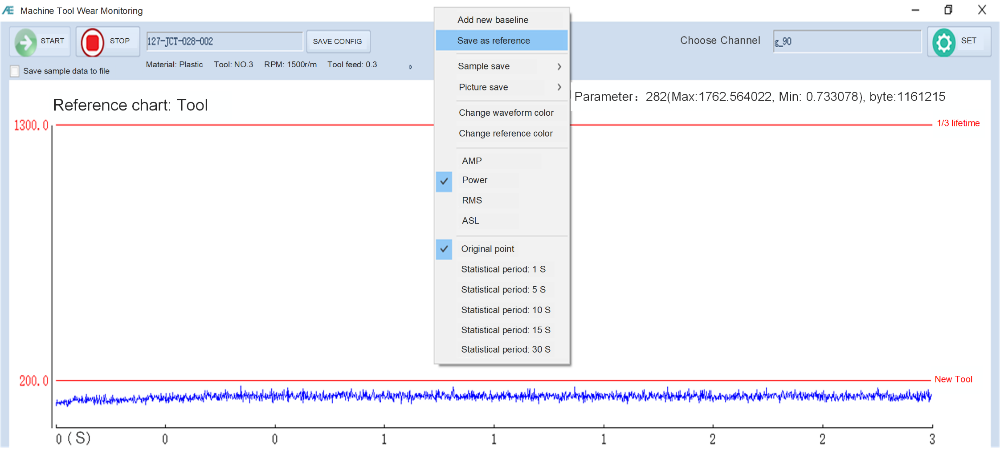 Machine Tool Wear Monitoring
START
STOP
127-JCT-028-002
SAVE CONFIG
Choose Channel
g_90
SET
Save sample data to file
Material: Plastic Tool: NO.3 RPM: 1500r/m Tool feed: 0.3
Add new baseline
Save as reference
Sample save
Picture save
Change waveform color
Change reference color
AMP
Power
RMS
ASL
Original point
Statistical period: 1 S
Statistical period: 5 S
Statistical period: 10 S
Statistical period: 15 S
Statistical period: 30 S
Reference chart: Tool
Parameter：282(Max:1762.564022, Min: 0.733078), byte:1161215
1300.0
1/3 lifetime
200.0
New Tool
0 ( S) 0 0 1 1 1 2 2 3